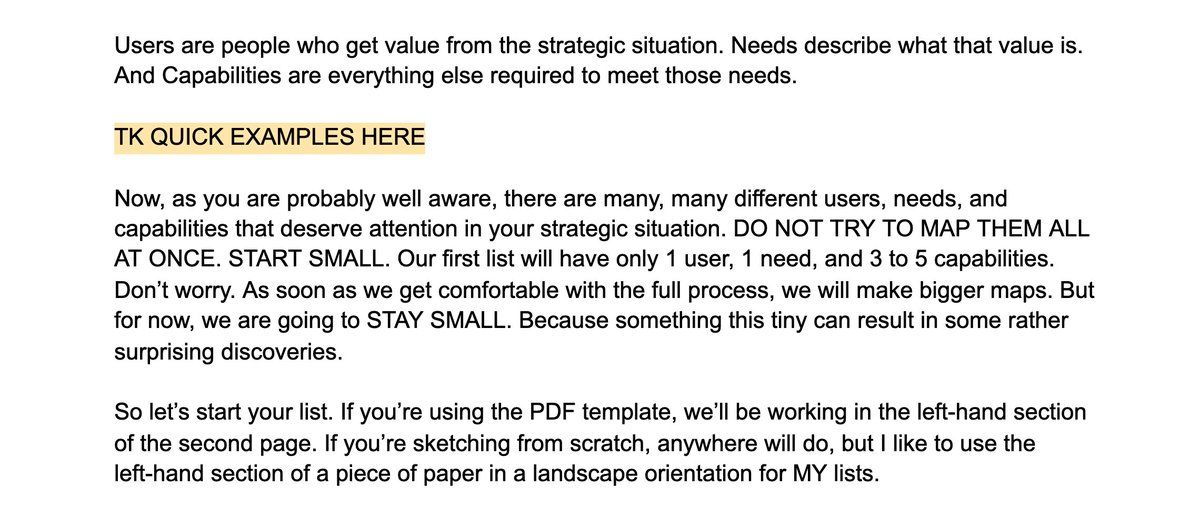 Users are people who get value from the strategic situation. Needs describe what that value is.
And Capabilities are everything else required to meet those needs.
TK QUICK EXAMPLES HERE
Now, as you are probably well aware, there are many, many different users, needs, and
capabilities that deserve attention in your strategic situation. DO NOT TRY TO MAP THEM ALL
AT ONCE. START SMALL. Our first list will have only 1 user, 1 need, and 3 to 5 capabilities.
Don’t worry. As soon as we get comfortable with the full process, we will make bigger maps. But
for now, we are going to STAY SMALL. Because something this tiny can result in some rather
surprising discoveries.
So let’s start your list. If you’re using the PDF template, we’ll be working in the left-hand section
of the second page. If you’re sketching from scratch, anywhere will do, but I like to use the
left-hand section of a piece of paper in a landscape orientation for MY lists.